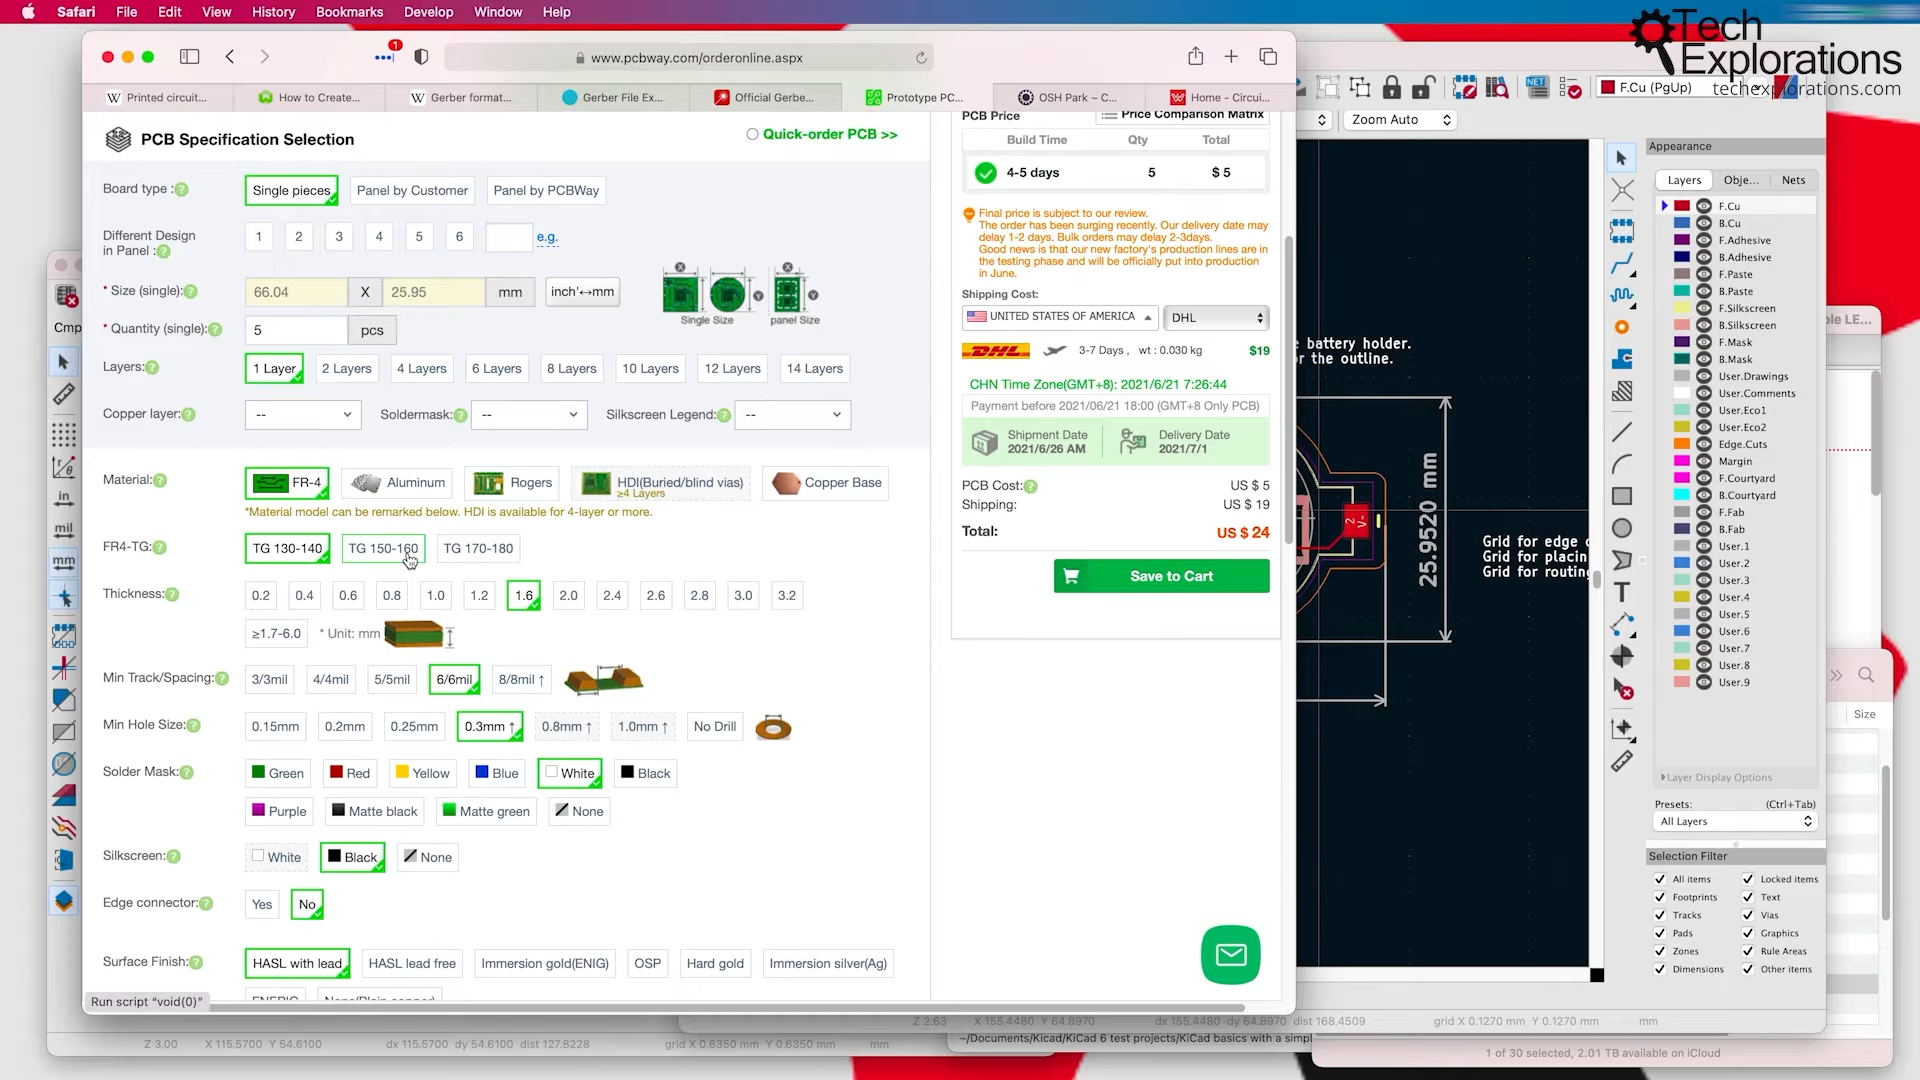 Safari File Edit View History Bookmarks Develop Window Help
Tech
Explorations
techexplorations.com
1
www.pcbway.com/orderonline.aspx
Printed circuit...
How to Create...
Gerber format...
Gerber File Ex...
Official Gerbe...
Prototype PC...
OSH Park ~ C...
Home - Circui...
F.Cu (PgUp)
Zoom Auto
PCB Specification Selection
Quick-order PCB >>
Board type :
Single pieces
Panel by Customer
Panel by PCBWay
Different Design
in Panel :
1 2 3 4 5 6 e.g.
* Size (single):
66.04 X 25.95 mm inch'↔mm
Single Size panel Size
* Quantity (single):
5 pcs
Layers:
1 Layer 2 Layers 4 Layers 6 Layers 8 Layers 10 Layers 12 Layers 14 Layers
Copper layer: -- Soldermask: -- Silkscreen Legend: --
Material:
FR-4 Aluminum Rogers HDI(Buried/blind vias) Copper Base
≥4 Layers
*Material model can be remarked below. HDI is available for 4-layer or more.
FR4-TG:
TG 130-140 TG 150-160 TG 170-180
Thickness:
0.2 0.4 0.6 0.8 1.0 1.2 1.6 2.0 2.4 2.6 2.8 3.0 3.2
≥1.7-6.0 * Unit: mm
Min Track/Spacing:
3/3mil 4/4mil 5/5mil 6/6mil 8/8mil ↑
Min Hole Size:
0.15mm 0.2mm 0.25mm 0.3mm ↑ 0.8mm ↑ 1.0mm ↑ No Drill
Solder Mask:
Green Red Yellow Blue White Black
Purple Matte black Matte green None
Silkscreen:
White Black None
Edge connector:
Yes No
Surface Finish:
HASL with lead HASL lead free Immersion gold(ENIG) OSP Hard gold Immersion silver(Ag)
Run script "void(0)"
PCB Price
Price Comparison Matrix
Build Time Qty Total
4-5 days 5 $ 5
Final price is subject to our review.
The order has been surging recently. Our delivery date may
delay 1-2 days. Bulk orders may delay 2-3days.
Good news is that our new factory's production lines are in
the testing phase and will be officially put into production
in June.
Shipping Cost:
UNITED STATES OF AMERICA
DHL
DHL 3-7 Days , wt : 0.030 kg $19
CHN Time Zone(GMT+8): 2021/6/21 7:26:44
Payment before 2021/06/21 18:00 (GMT+8 Only PCB)
Shipment Date
2021/6/26 AM
Delivery Date
2021/7/1
PCB Cost: US $ 5
Shipping: US $ 19
Total: US $ 24
Save to Cart
battery holder.
or the outline.
25.9520 mm
2
V-
Grid for edge
Grid for placin
Grid for routing
Appearance
Layers Obje... Nets
F.Cu
B.Cu
F.Adhesive
B.Adhesive
F.Paste
B.Paste
F.Silkscreen
B.Silkscreen
F.Mask
B.Mask
User.Drawings
User.Comments
User.Eco1
User.Eco2
Edge.Cuts
Margin
F.Courtyard
B.Courtyard
F.Fab
B.Fab
User.1
User.2
User.3
User.4
User.5
User.6
User.7
User.8
User.9
Layer Display Options
Presets: (Ctrl+Tab)
All Layers
Selection Filter
All items Locked items
Footprints Text
Tracks Vias
Pads Graphics
Zones Rule Areas
Dimensions Other items
Cmp
in
mil
mm
NET
ble LE...
Size
Z 2.63 X 155.4480 Y 64.8970 dx 155.4480 dy 64.8970 dist 168.4509 grid X 0.1270 Y 0.1270 mm
~/Documents/Kicad/KiCad 6 test projects/KiCad basics with a simpl
Z 3.00 X 115.5700 Y 54.6100 dx 115.5700 dy 54.6100 dist 127.8228 grid X 0.6350 Y 0.6350 mm
1 of 30 selected, 2.01 TB available on iCloud